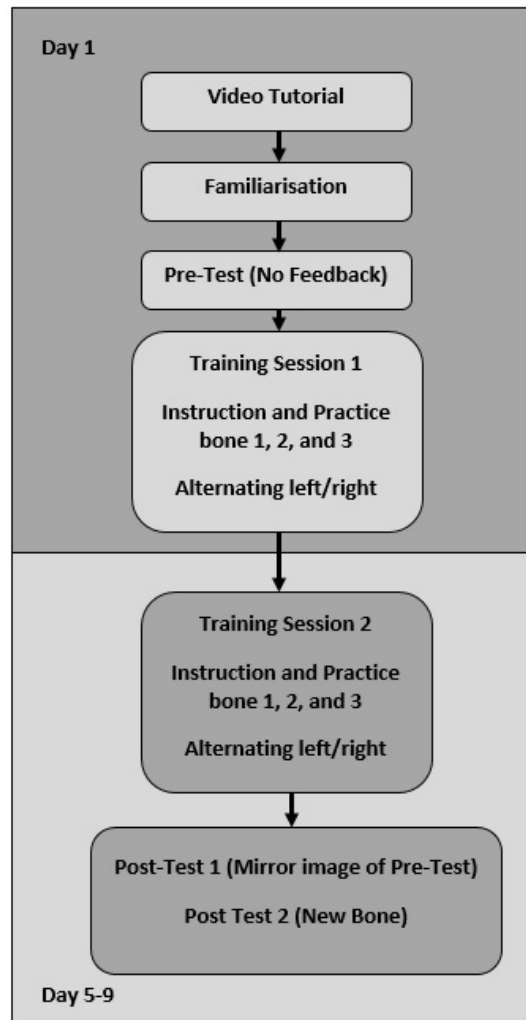 Day 1
Video Tutorial
Familiarisation
Pre-Test (No Feedback)
Training Session 1
Instruction and Practice
bone 1, 2, and 3
Alternating left/right
Training Session 2
Instruction and Practice
bone 1, 2, and 3
Alternating left/right
Post-Test 1 (Mirror image of Pre-Test)
Post Test 2 (New Bone)
Day 5-9